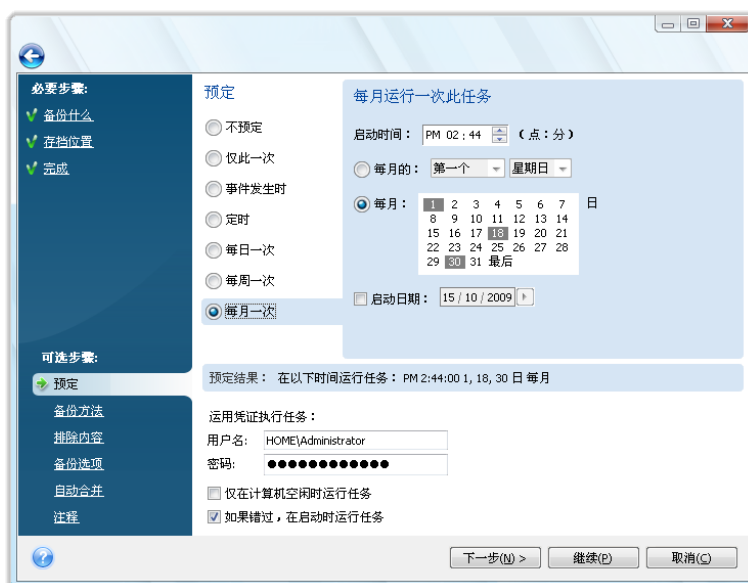 必要步骤:
备份什么
存档位置
完成
可选步骤:
预定
备份方法
排除内容
备份选项
自动合并
注释
预定
不预定
仅此一次
事件发生时
定时
每日一次
每周一次
每月一次
每月运行一次此任务
启动时间： PM 02 : 44 （点：分）
每月的： 第一个 星期日
每月： 日
1 2 3 4 5 6 7
8 9 10 11 12 13 14
15 16 17 18 19 20 21
22 23 24 25 26 27 28
29 30 31 最后
启动日期： 15 / 10 / 2009
预定结果： 在以下时间运行任务： PM 2:44:00 1, 18, 30 日 每月
运用凭证执行任务：
用户名: HOME\Administrator
密码: ●●●●●●●●●●●●
仅在计算机空闲时运行任务
如果错过，在启动时运行任务
下一步(N) > 继续(P) 取消(C)